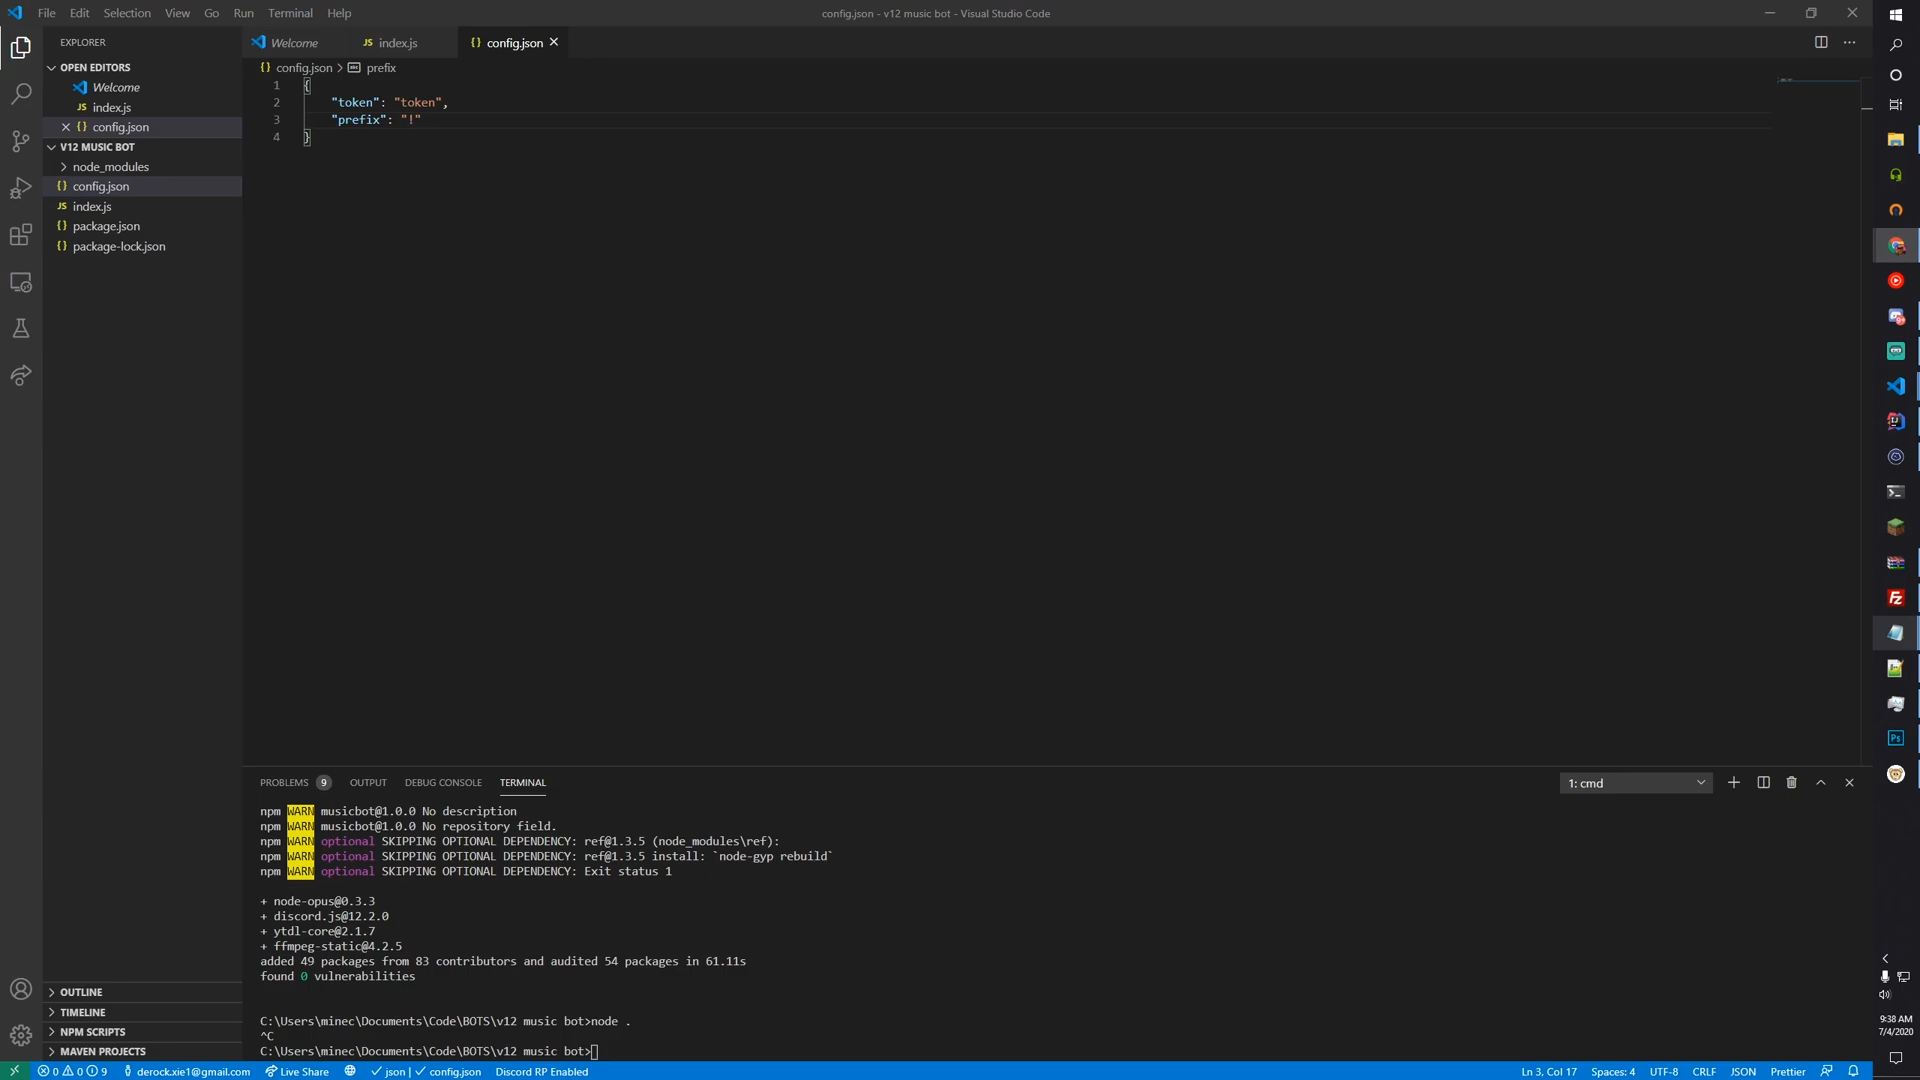 File Edit Selection View Go Run Terminal Help
config.json - v12 music bot - Visual Studio Code
EXPLORER
OPEN EDITORS
Welcome
JS index.js
{} config.json
V12 MUSIC BOT
node_modules
{} config.json
JS index.js
{} package.json
{} package-lock.json
OUTLINE
TIMELINE
NPM SCRIPTS
MAVEN PROJECTS
Welcome JS index.js {} config.json
{} config.json > abc prefix
1 {
2 "token": "token",
3 "prefix": "!"
4 }
PROBLEMS 9 OUTPUT DEBUG CONSOLE TERMINAL
1: cmd
npm WARN musicbot@1.0.0 No description
npm WARN musicbot@1.0.0 No repository field.
npm WARN optional SKIPPING OPTIONAL DEPENDENCY: ref@1.3.5 (node_modules\ref):
npm WARN optional SKIPPING OPTIONAL DEPENDENCY: ref@1.3.5 install: `node-gyp rebuild`
npm WARN optional SKIPPING OPTIONAL DEPENDENCY: Exit status 1
+ node-opus@0.3.3
+ discord.js@12.2.0
+ ytdl-core@2.1.7
+ ffmpeg-static@4.2.5
added 49 packages from 83 contributors and audited 54 packages in 61.11s
found 0 vulnerabilities
C:\Users\minec\Documents\Code\BOTS\v12 music bot>node .
^C
C:\Users\minec\Documents\Code\BOTS\v12 music bot>
0 0 9 derock.xie1@gmail.com Live Share json | config.json Discord RP Enabled
Ln 3, Col 17 Spaces: 4 UTF-8 CRLF JSON Prettier
Ps
Fz
9:38 AM
7/4/2020